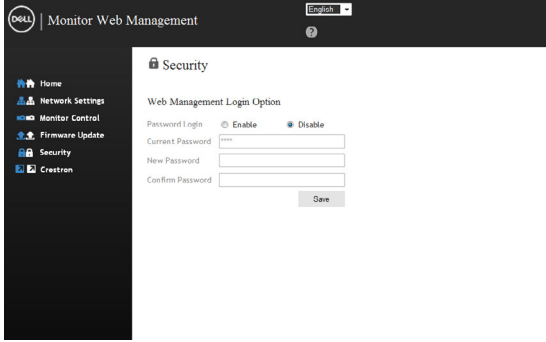 DELL
Monitor Web Management
English
?
Home
Network Settings
Monitor Control
Firmware Update
Security
Crestron
Security
Web Management Login Option
Password Login Enable Disable
Current Password ****
New Password
Confirm Password
Save